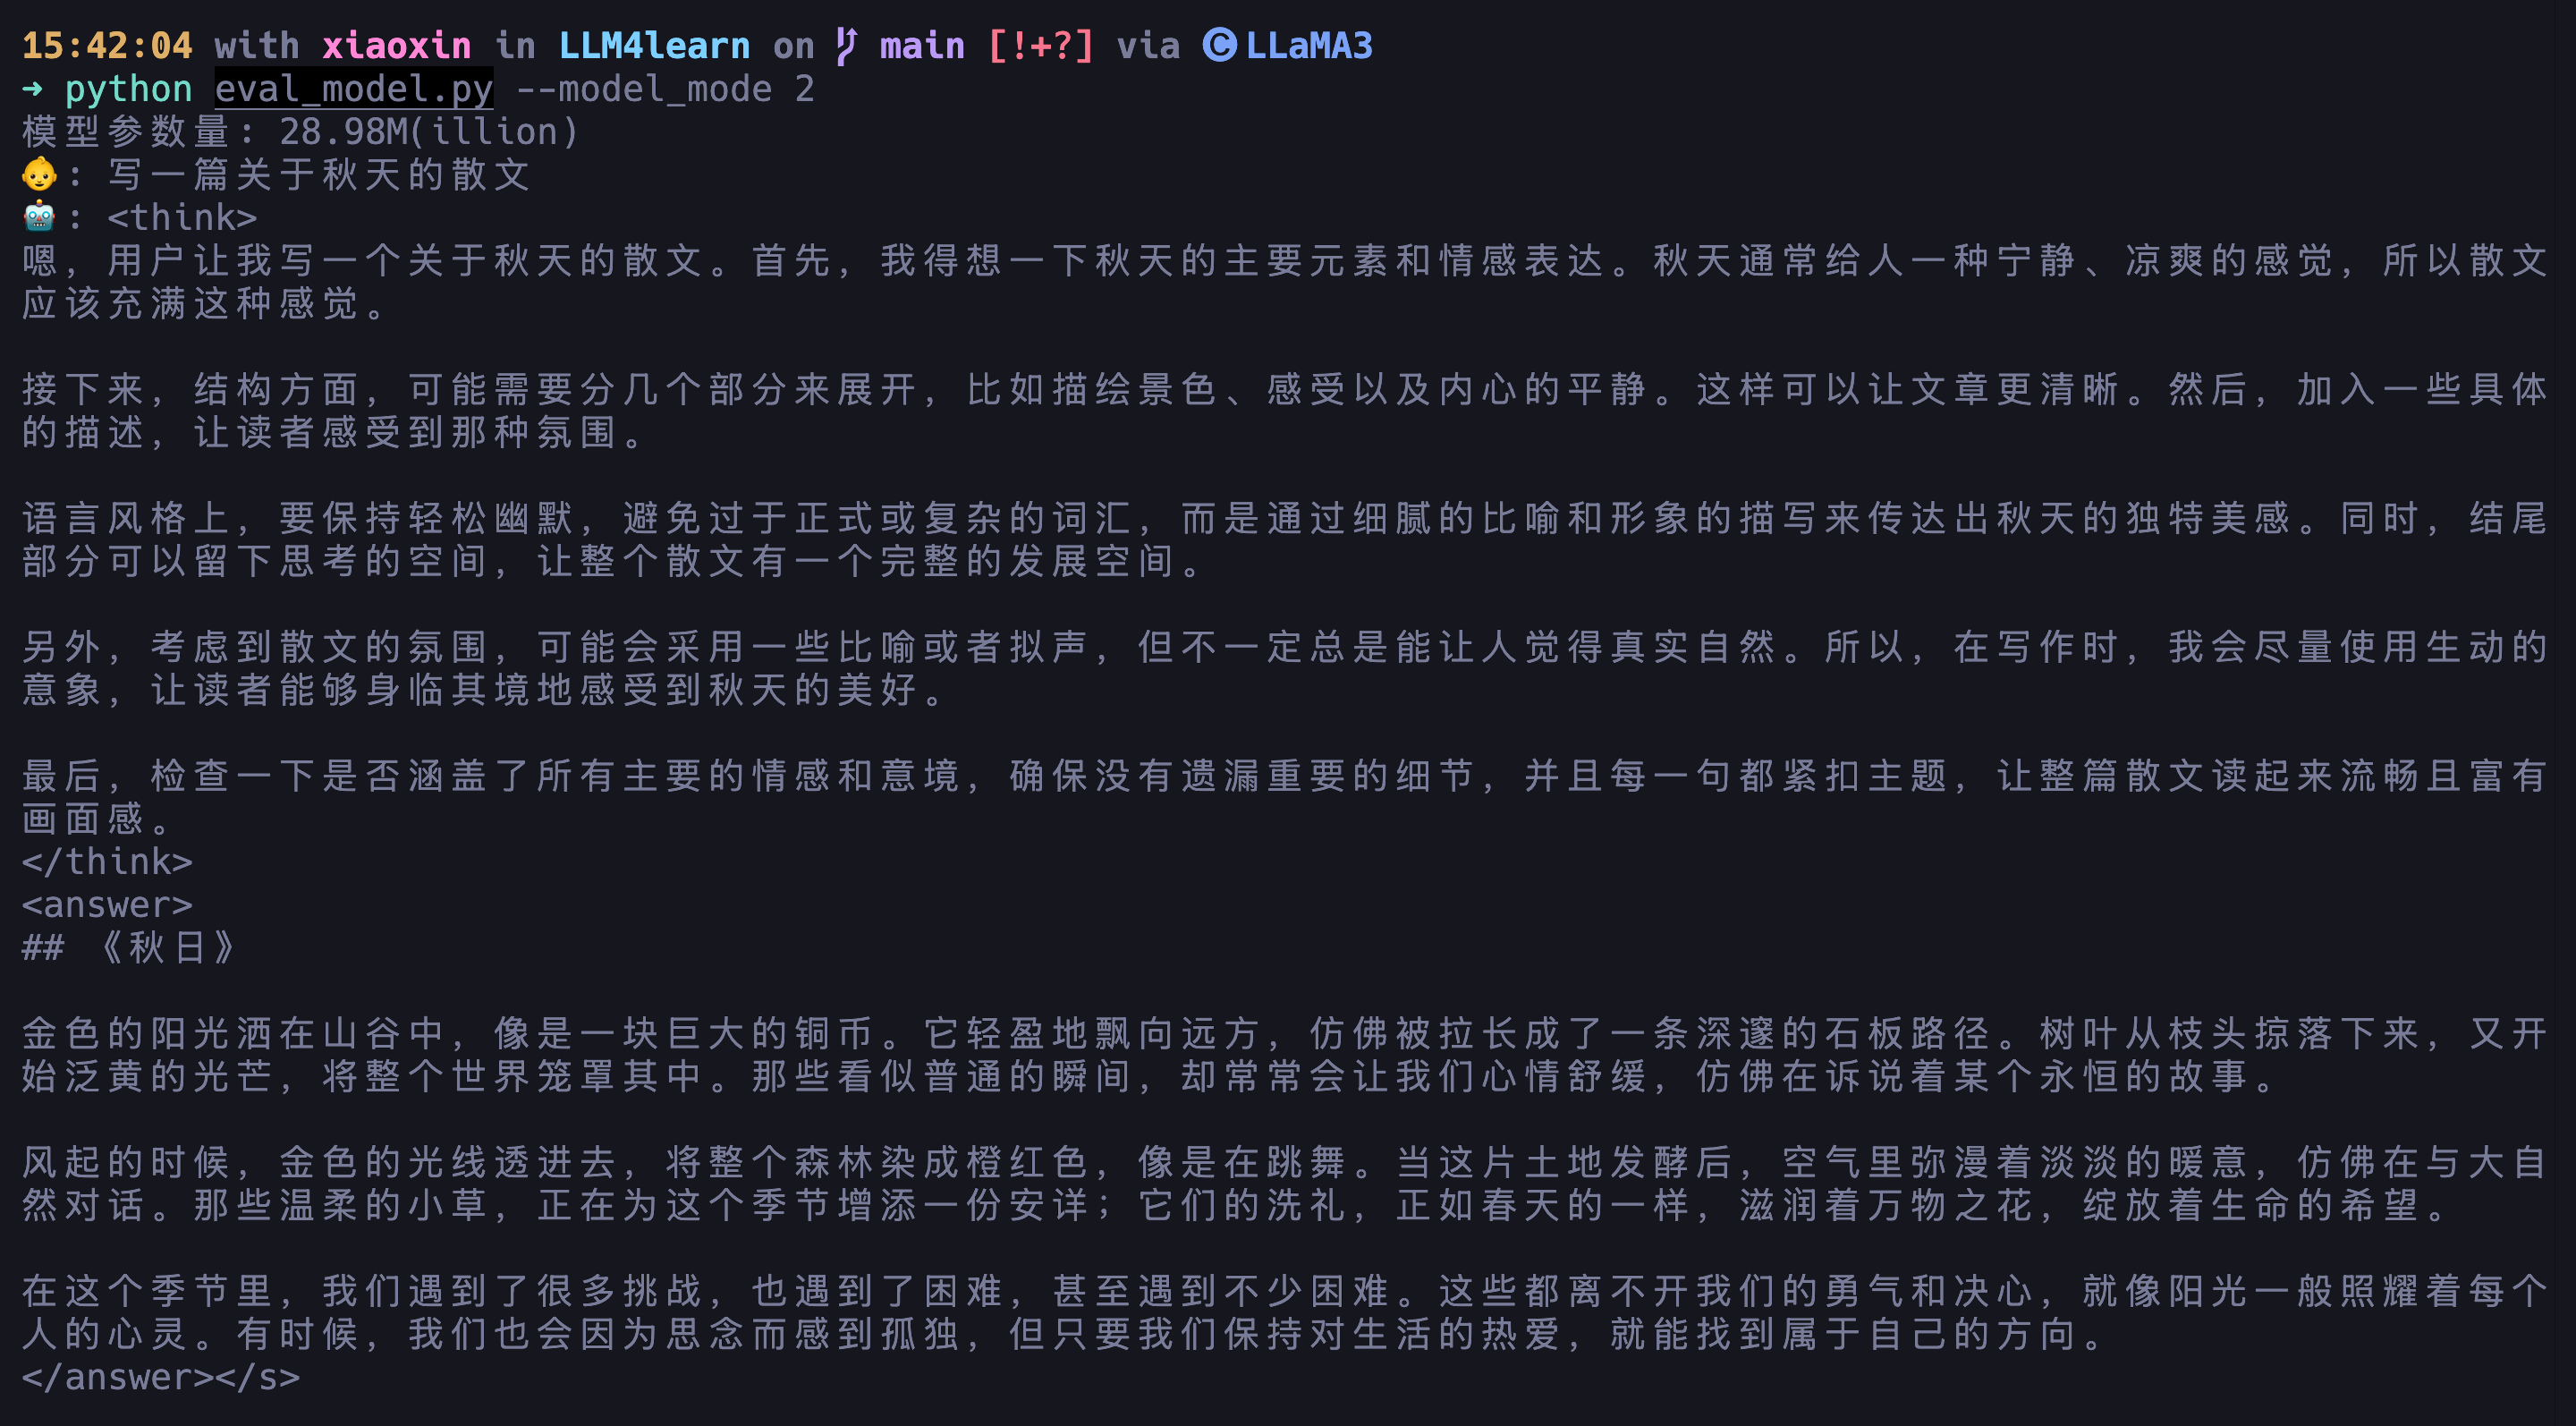 15:42:04 with xiaoxin in LLM4learn on main [!+?] via C LLaMA3
➜ python eval_model.py --model_mode 2
模型参数量: 28.98M(illion)
👶: 写一篇关于秋天的散文
🤖: <think>
嗯，用户让我写一个关于秋天的散文。首先，我得想一下秋天的主要元素和情感表达。秋天通常给人一种宁静、凉爽的感觉，所以散文
应该充满这种感觉。
接下来，结构方面，可能需要分几个部分来展开，比如描绘景色、感受以及内心的平静。这样可以让文章更清晰。然后，加入一些具体
的描述，让读者感受到那种氛围。
语言风格上，要保持轻松幽默，避免过于正式或复杂的词汇，而是通过细腻的比喻和形象的描写来传达出秋天的独特美感。同时，结尾
部分可以留下思考的空间，让整个散文有一个完整的发展空间。
另外，考虑到散文的氛围，可能会采用一些比喻或者拟声，但不一定总是能让人觉得真实自然。所以，在写作时，我会尽量使用生动的
意象，让读者能够身临其境地感受到秋天的美好。
最后，检查一下是否涵盖了所有主要的情感和意境，确保没有遗漏重要的细节，并且每一句都紧扣主题，让整篇散文读起来流畅且富有
画面感。
</think>
<answer>
## 《秋日》
金色的阳光洒在山谷中，像是一块巨大的铜币。它轻盈地飘向远方，仿佛被拉长成了一条深邃的石板路径。树叶从枝头掠落下来，又开
始泛黄的光芒，将整个世界笼罩其中。那些看似普通的瞬间，却常常会让我们心情舒缓，仿佛在诉说着某个永恒的故事。
风起的时候，金色的光线透进去，将整个森林染成橙红色，像是在跳舞。当这片土地发酵后，空气里弥漫着淡淡的暖意，仿佛在与大自
然对话。那些温柔的小草，正在为这个季节增添一份安详；它们的洗礼，正如春天的一样，滋润着万物之花，绽放着生命的希望。
在这个季节里，我们遇到了很多挑战，也遇到了困难，甚至遇到不少困难。这些都离不开我们的勇气和决心，就像阳光一般照耀着每个
人的心灵。有时候，我们也会因为思念而感到孤独，但只要我们保持对生活的热爱，就能找到属于自己的方向。
</answer></s>